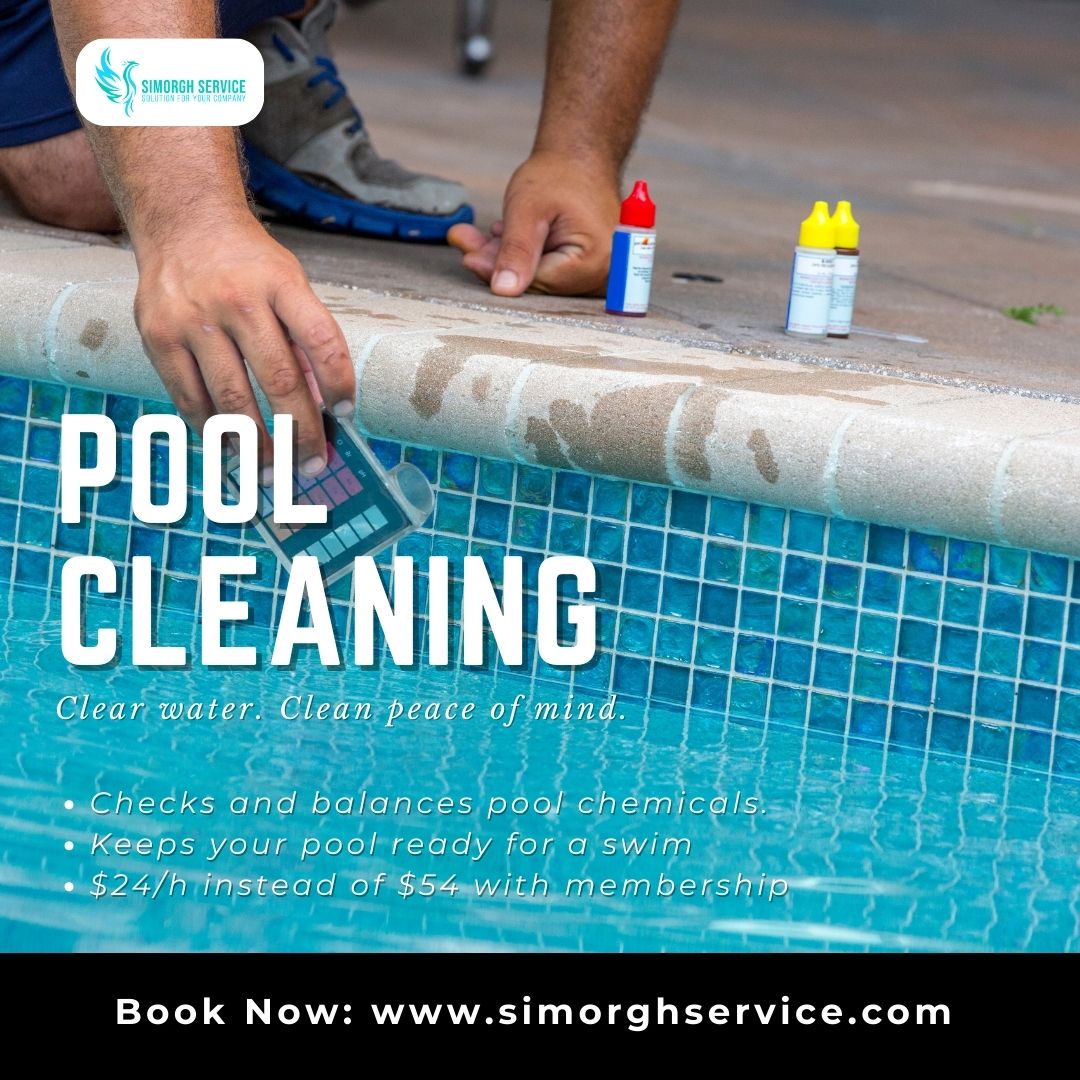 SIMORGH SERVICE
SOLUTION FOR YOUR COMPANY
POOL
CLEANING
Clear water. Clean peace of mind.
• Checks and balances pool chemicals.
• Keeps your pool ready for a swim
• $24/h instead of $54 with membership
Book Now: www.simorghservice.com